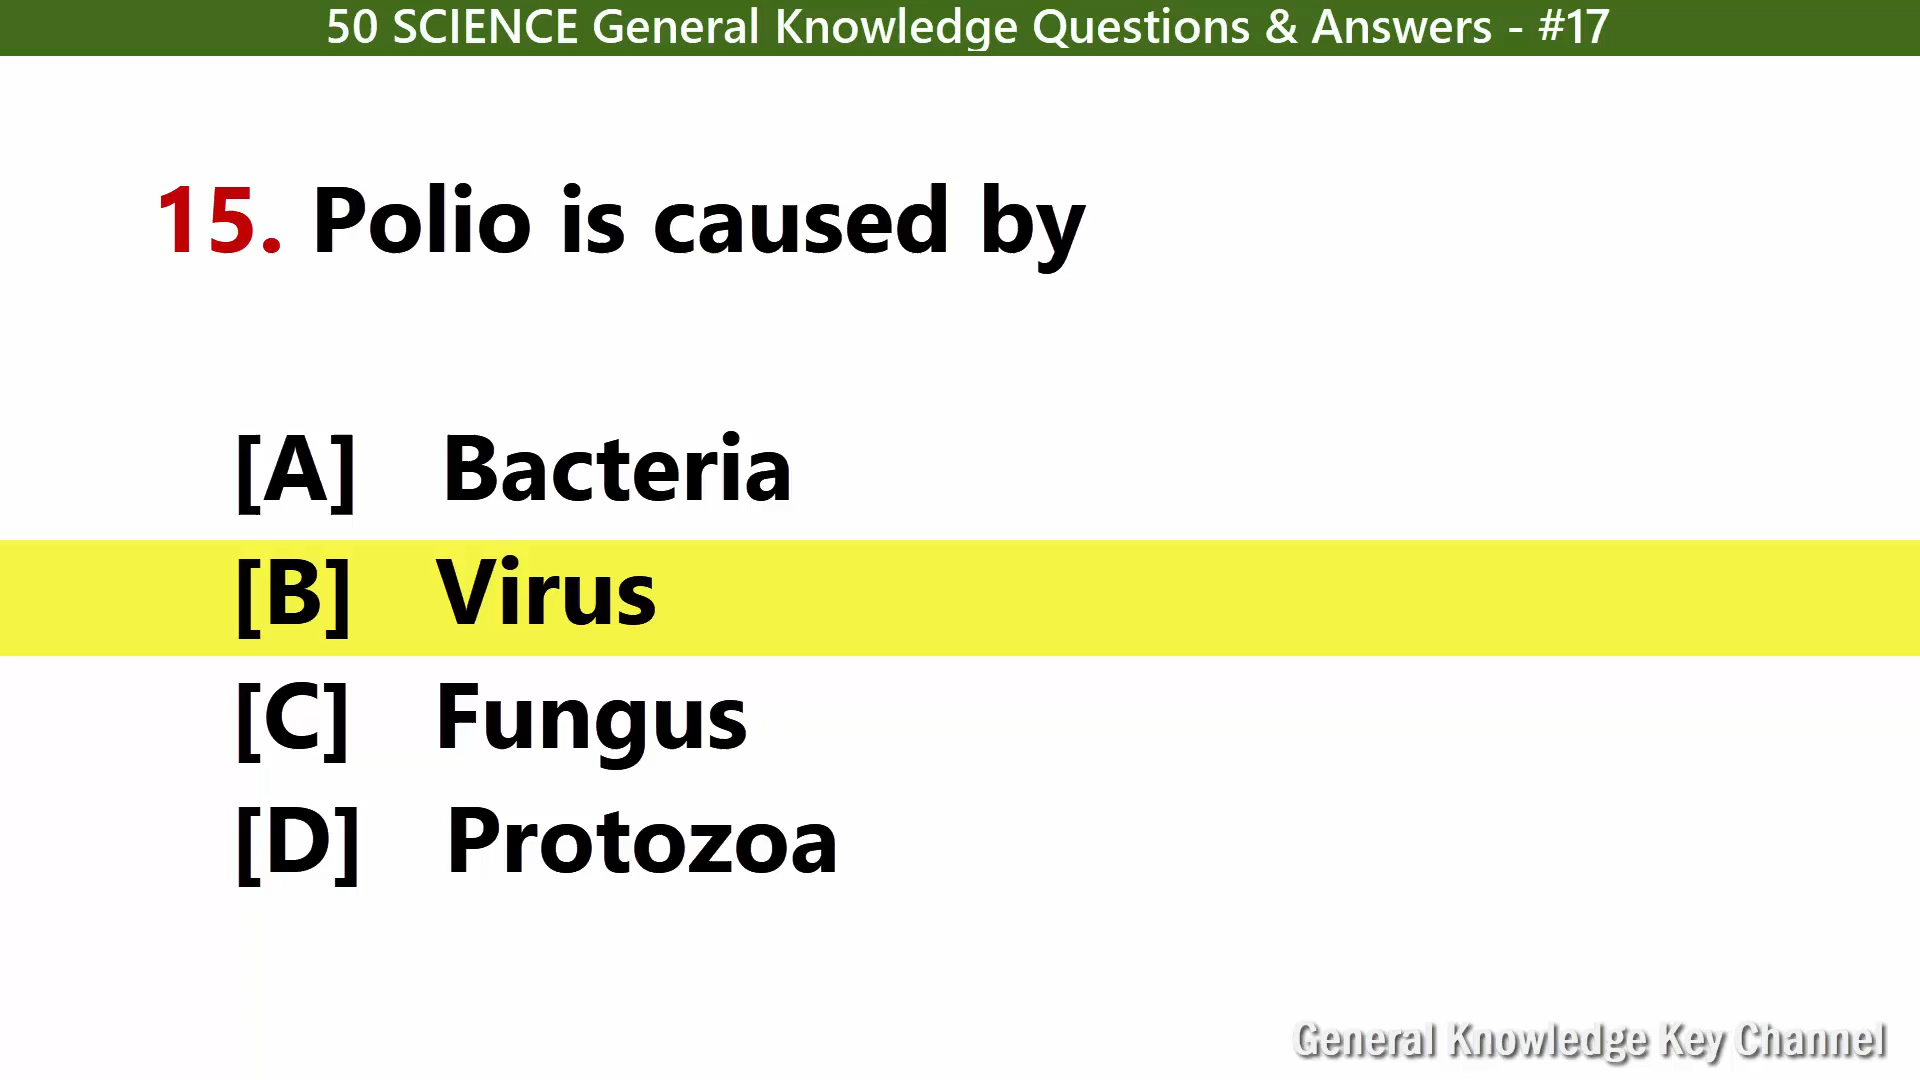 50 SCIENCE General Knowledge Questions & Answers - #17
15. Polio is caused by
[A] Bacteria
[B] Virus
[C] Fungus
[D] Protozoa
General Knowledge Key Channel